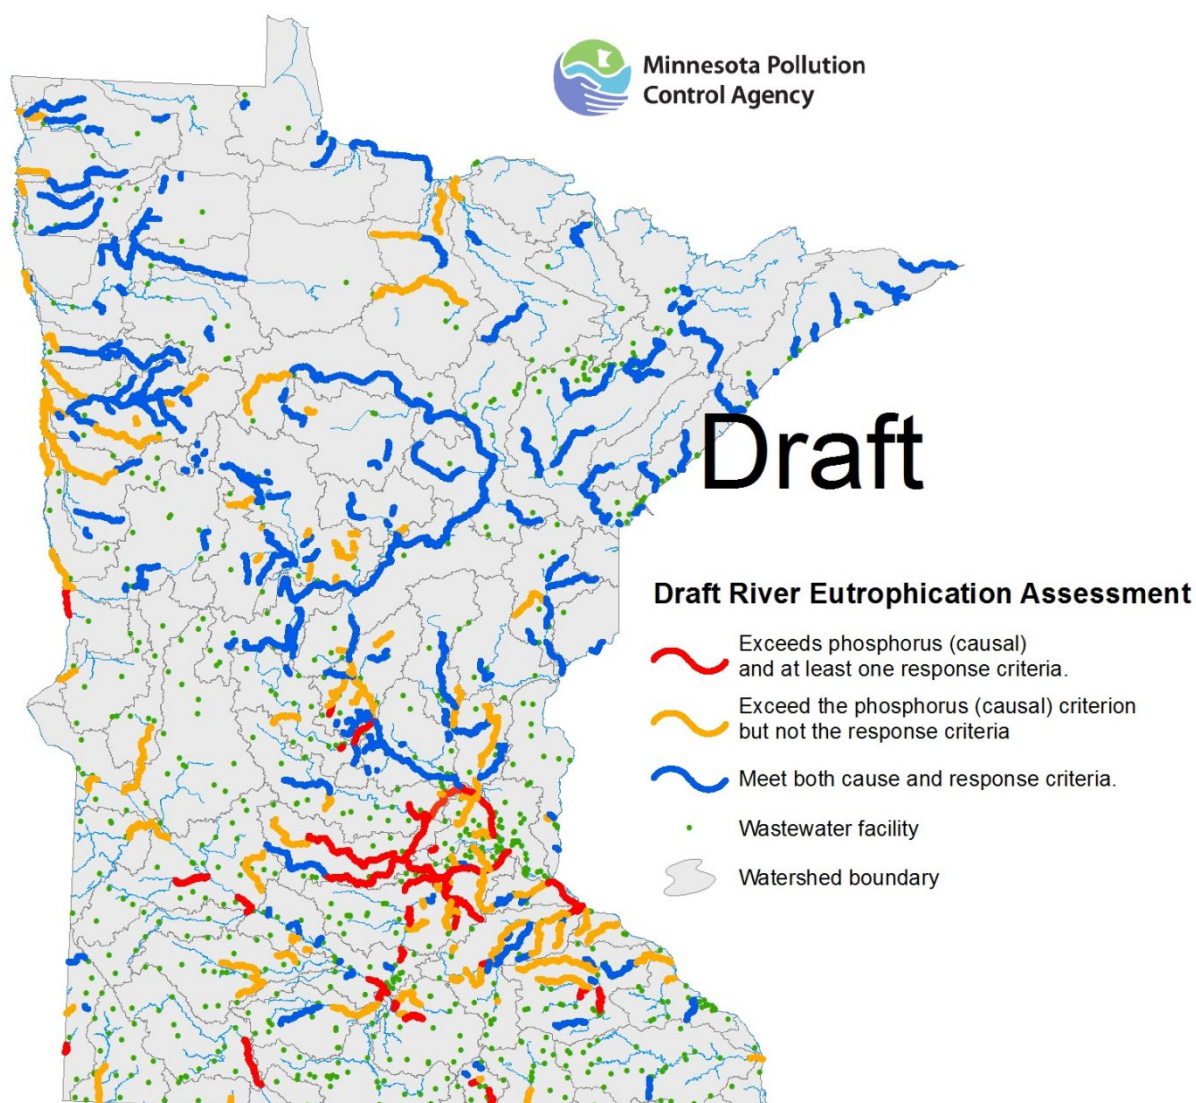 Minnesota Pollution
Control Agency
Draft
Draft River Eutrophication Assessment
Exceeds phosphorus (causal)
and at least one response criteria.
Exceed the phosphorus (causal) criterion
but not the response criteria
Meet both cause and response criteria.
Wastewater facility
Watershed boundary